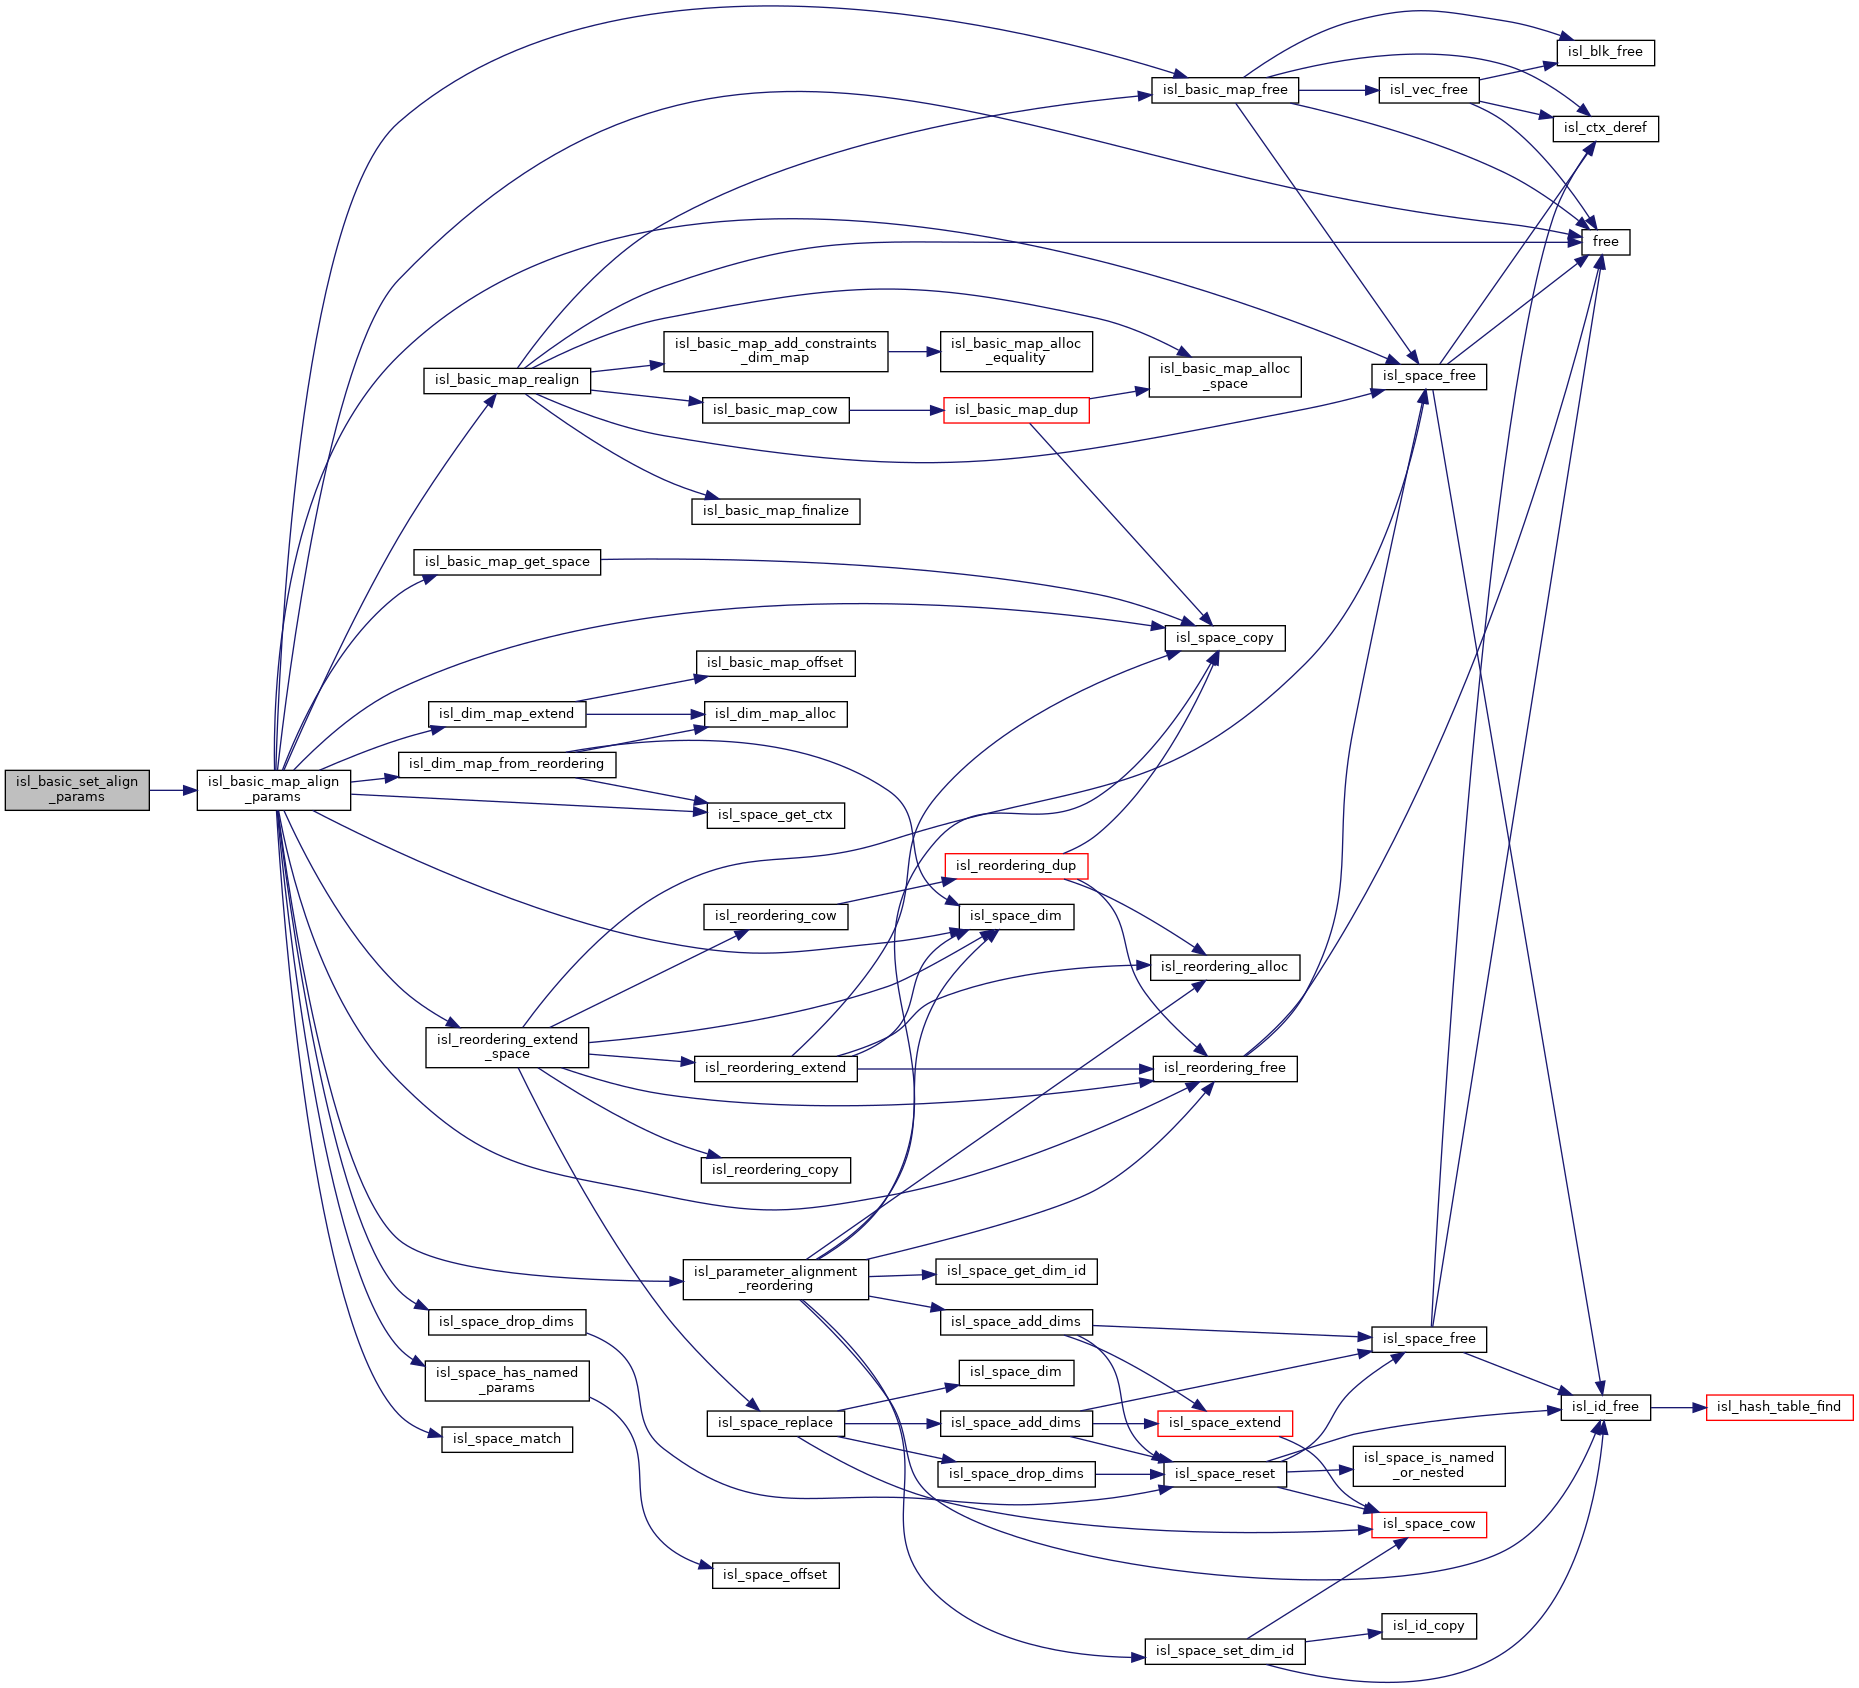 isl_basic_set_align
_params
isl_basic_map_align
_params
isl_basic_map_realign
isl_basic_map_get_space
isl_dim_map_extend
isl_dim_map_from_reordering
isl_reordering_extend
_space
isl_space_drop_dims
isl_space_has_named
_params
isl_space_match
isl_basic_map_add_constraints
_dim_map
isl_basic_map_cow
isl_basic_map_finalize
isl_basic_map_offset
isl_dim_map_alloc
isl_space_get_ctx
isl_reordering_cow
isl_reordering_extend
isl_reordering_copy
isl_parameter_alignment
_reordering
isl_space_replace
isl_space_offset
isl_basic_map_alloc
_equality
isl_basic_map_dup
isl_reordering_dup
isl_space_dim
isl_space_get_dim_id
isl_space_add_dims
isl_space_dim
isl_space_add_dims
isl_space_drop_dims
isl_basic_map_free
isl_basic_map_alloc
_space
isl_space_copy
isl_reordering_alloc
isl_reordering_free
isl_space_extend
isl_space_reset
isl_space_set_dim_id
isl_vec_free
isl_space_free
isl_space_free
isl_space_is_named
_or_nested
isl_space_cow
isl_id_copy
isl_blk_free
isl_ctx_deref
free
isl_id_free
isl_hash_table_find